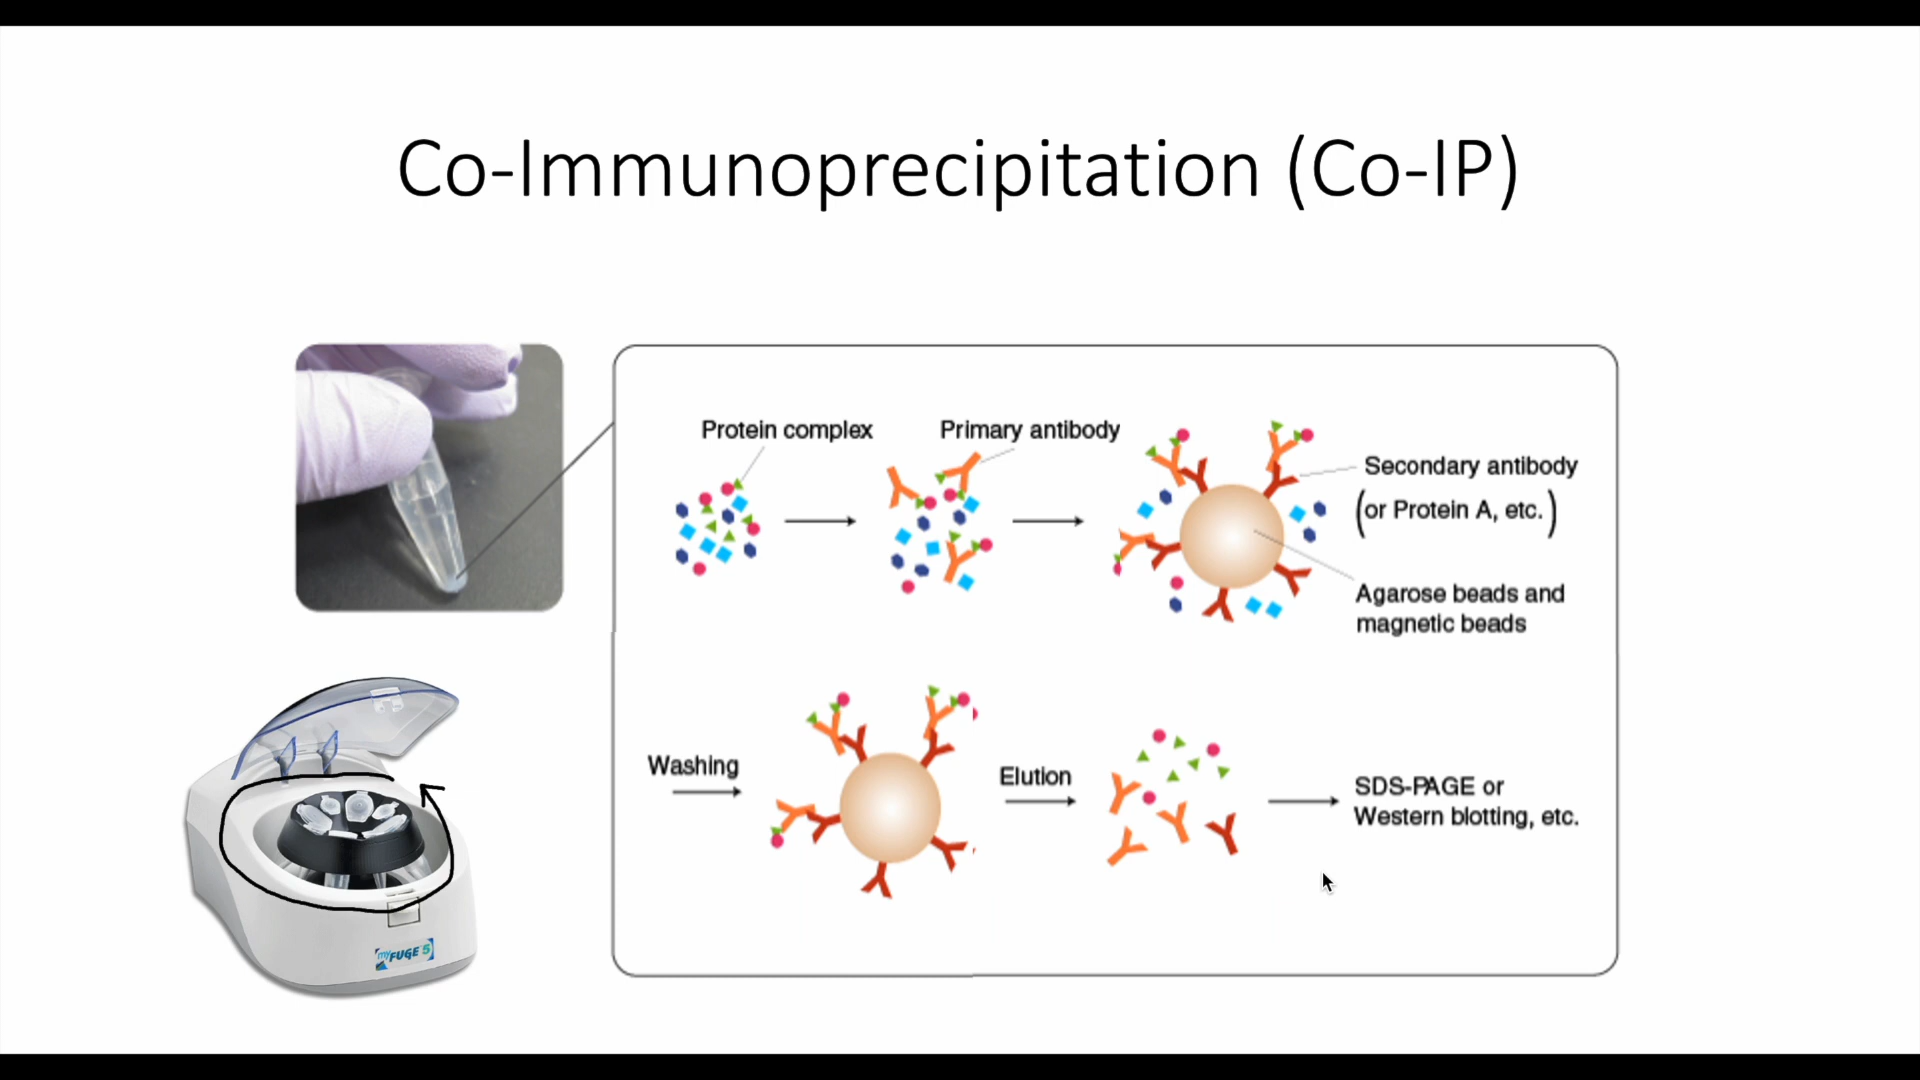 Co-Immunoprecipitation (Co-IP)
Protein complex
Primary antibody
Secondary antibody
(or Protein A, etc.)
Agarose beads and
magnetic beads
Washing
Elution
SDS-PAGE or
Western blotting, etc.
myFUGE 5